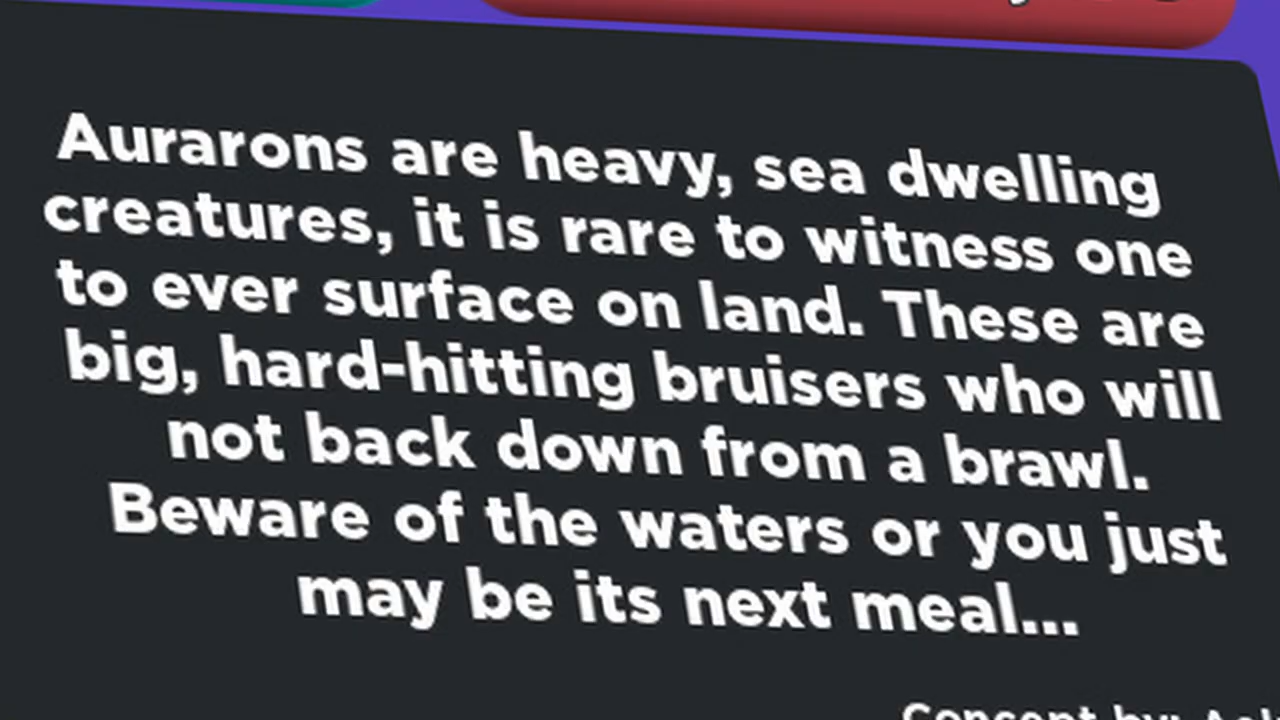 Aurarons are heavy, sea dwelling
creatures, it is rare to witness one
to ever surface on land. These are
big, hard-hitting bruisers who will
not back down from a brawl.
Beware of the waters or you just
may be its next meal...
Concept by: